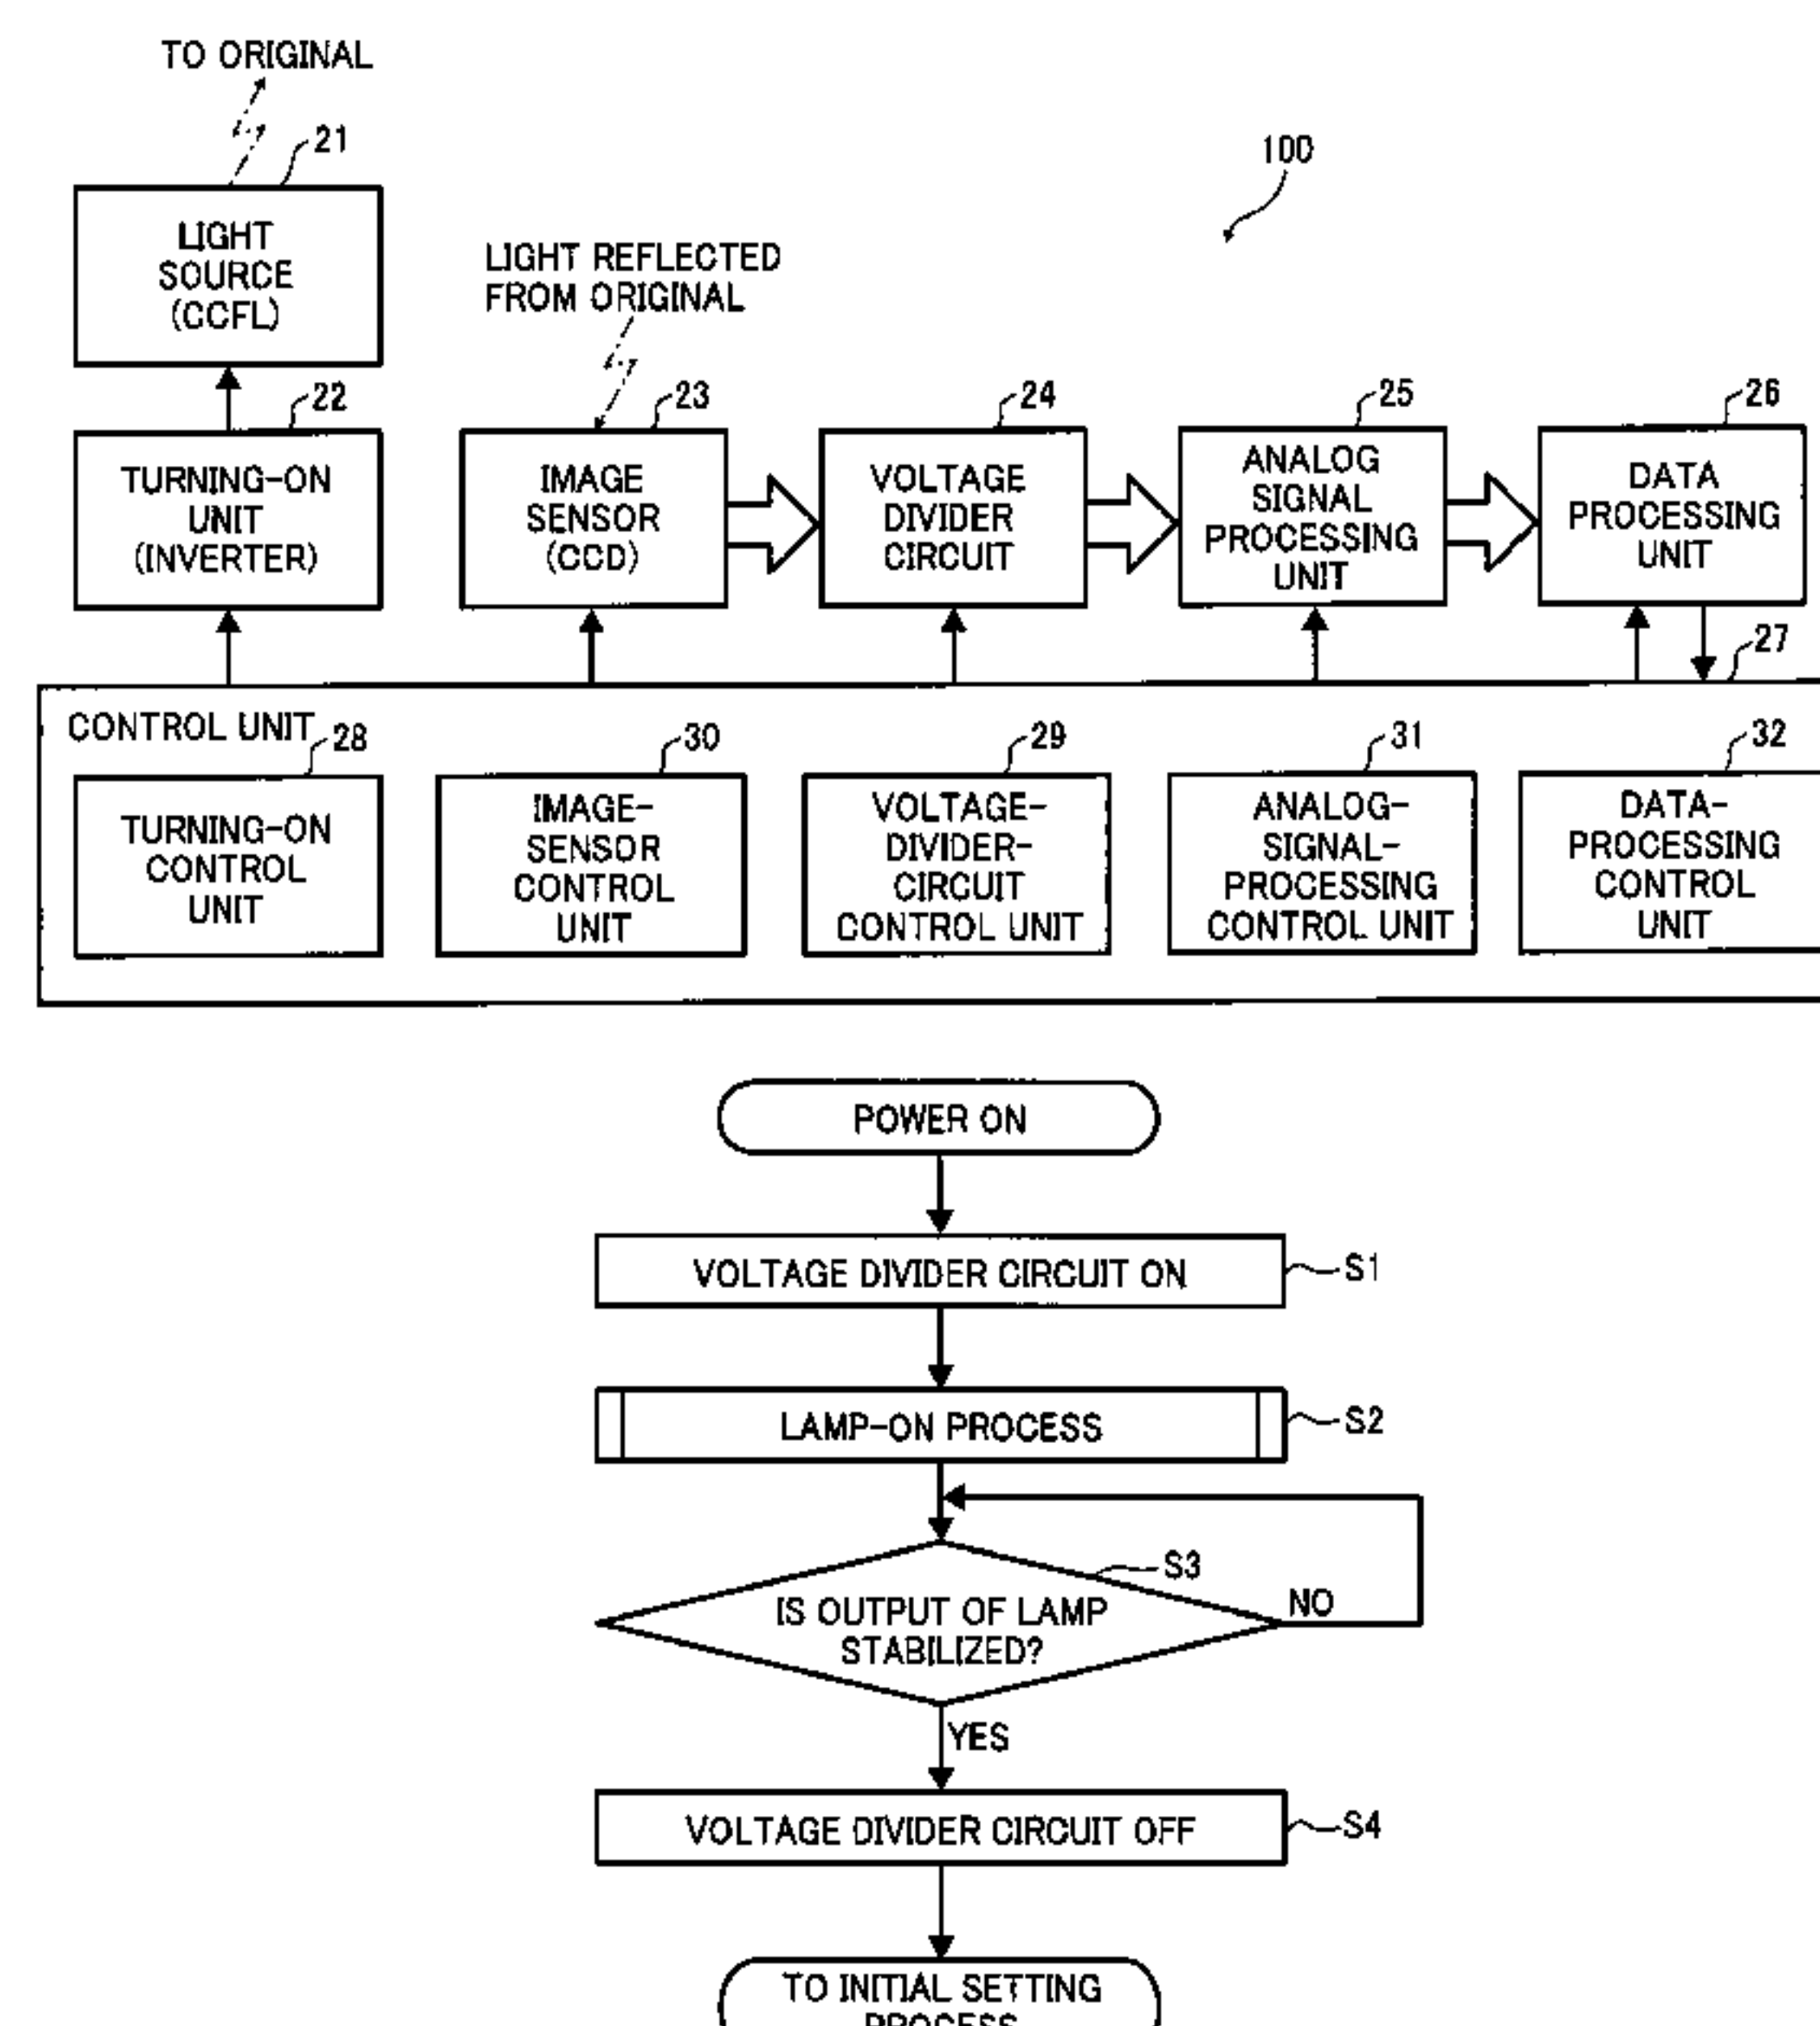 TO ORIGINAL
21
100
LIGHT
SOURCE
(CCFL)
LIGHT REFLECTED
FROM ORIGINAL
22
23
24
25
26
TURNING-ON
UNIT
(INVERTER)
IMAGE
SENSOR
(CCD)
VOLTAGE
DIVIDER
CIRCUIT
ANALOG
SIGNAL
PROCESSING
UNIT
DATA
PROCESSING
UNIT
27
CONTROL UNIT
28
30
29
31
32
TURNING-ON
CONTROL
UNIT
IMAGE-
SENSOR
CONTROL
UNIT
VOLTAGE-
DIVIDER-
CIRCUIT
CONTROL UNIT
ANALOG-
SIGNAL-
PROCESSING
CONTROL UNIT
DATA-
PROCESSING
CONTROL
UNIT
POWER ON
VOLTAGE DIVIDER CIRCUIT ON
S1
LAMP-ON PROCESS
S2
S3
IS OUTPUT OF LAMP
STABILIZED?
NO
YES
VOLTAGE DIVIDER CIRCUIT OFF
S4
TO INITIAL SETTING
PROCESS